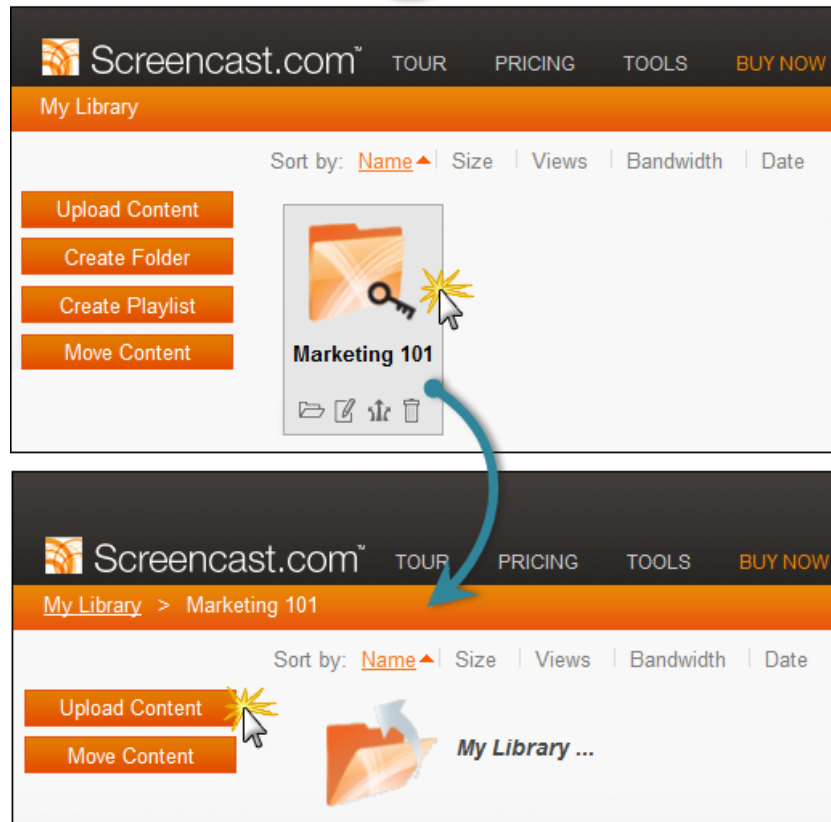 Screencast.com™ TOUR PRICING TOOLS BUY NOW
My Library
Sort by: Name Size Views Bandwidth Date
Upload Content
Create Folder
Create Playlist
Move Content
Marketing 101
Screencast.com™ TOUR PRICING TOOLS BUY NOW
My Library > Marketing 101
Sort by: Name Size Views Bandwidth Date
Upload Content
Move Content
My Library ...